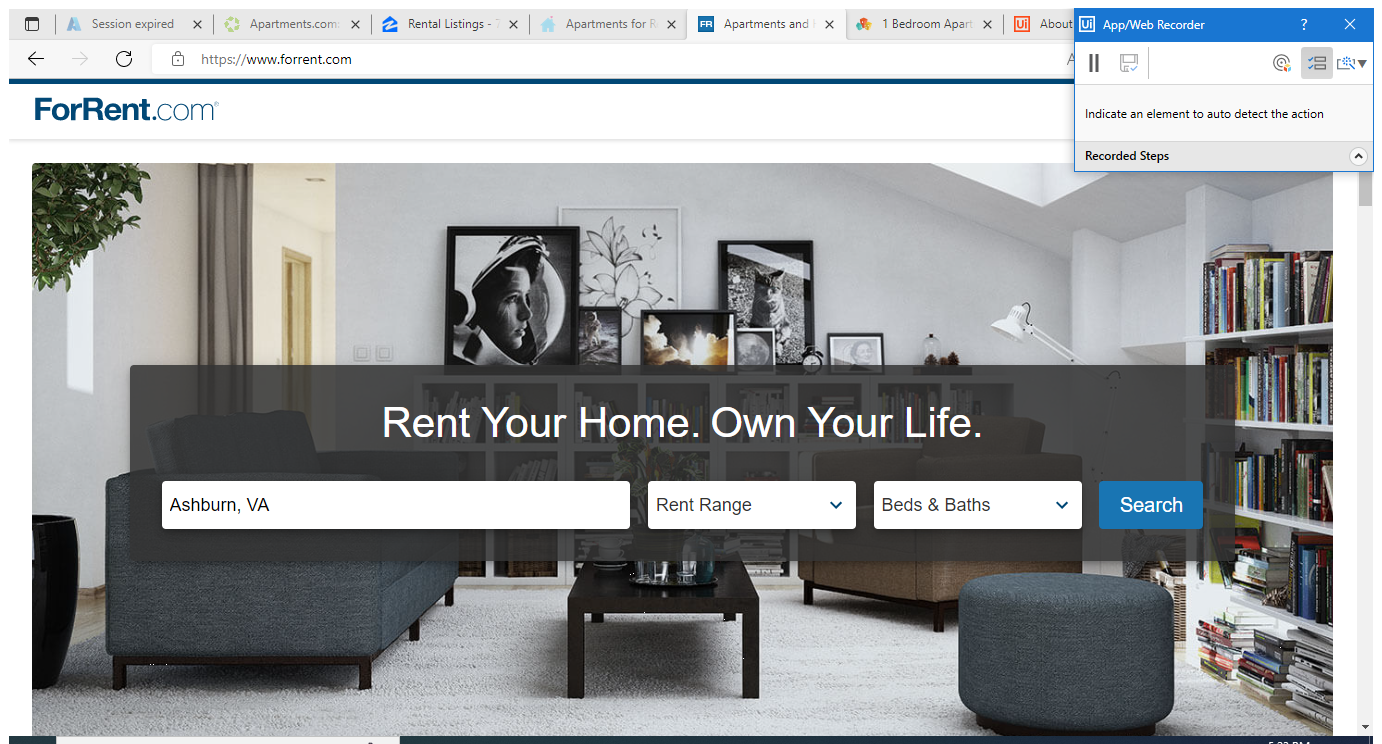 Session expired
Apartments.com:
Rental Listings - 7
Apartments for R
Apartments and H
1 Bedroom Apart
About
App/Web Recorder
?
https://www.forrent.com
Indicate an element to auto detect the action
Recorded Steps
ForRent.com
Rent Your Home. Own Your Life.
Ashburn, VA
Rent Range
Beds & Baths
Search